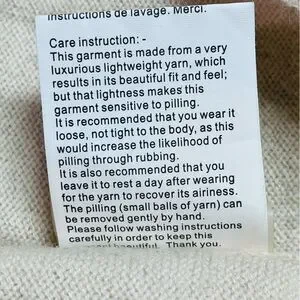 instructions de lavage. Merci.
Care instruction: -
This garment is made from a very
luxurious lightweight yarn, which
results in its beautiful fit and feel;
but that lightness makes this
garment sensitive to pilling.
It is recommended that you wear it
loose, not tight to the body, as this
would increase the likelihood of
pilling through rubbing.
It is also recommended that you
leave it to rest a day after wearing
for the yarn to recover its airiness.
The pilling (small balls of yarn) can
be removed gently by hand.
Please follow washing instructions
carefully in order to keep this
beautiful. Thank you.